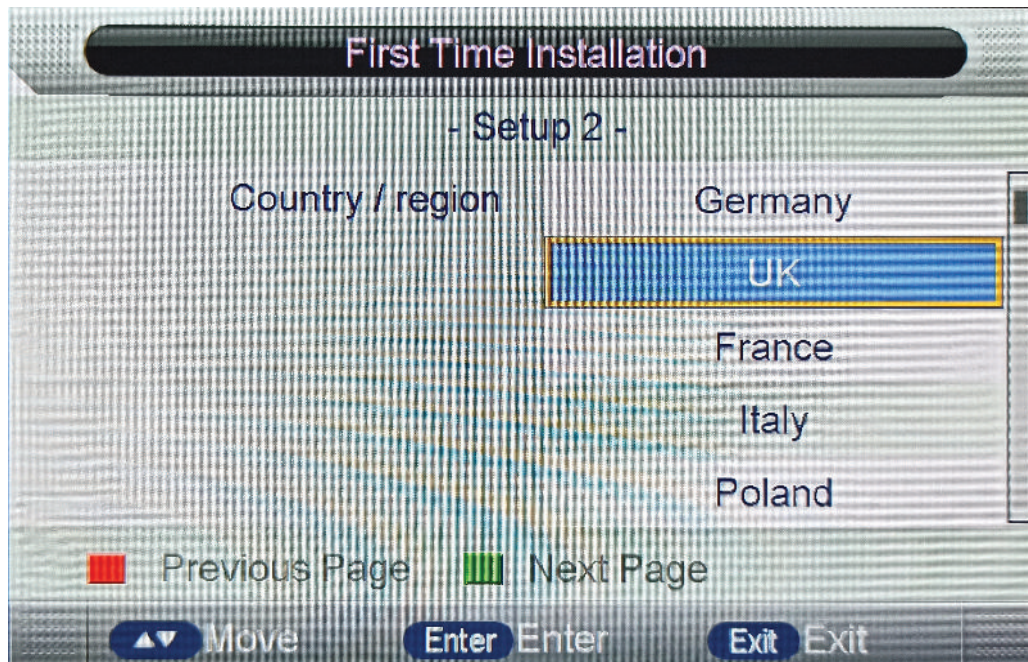 First Time Installation
- Setup 2 -
Country / region Germany
UK
France
Italy
Poland
Previous Page Next Page
Move Enter Enter Exit Exit